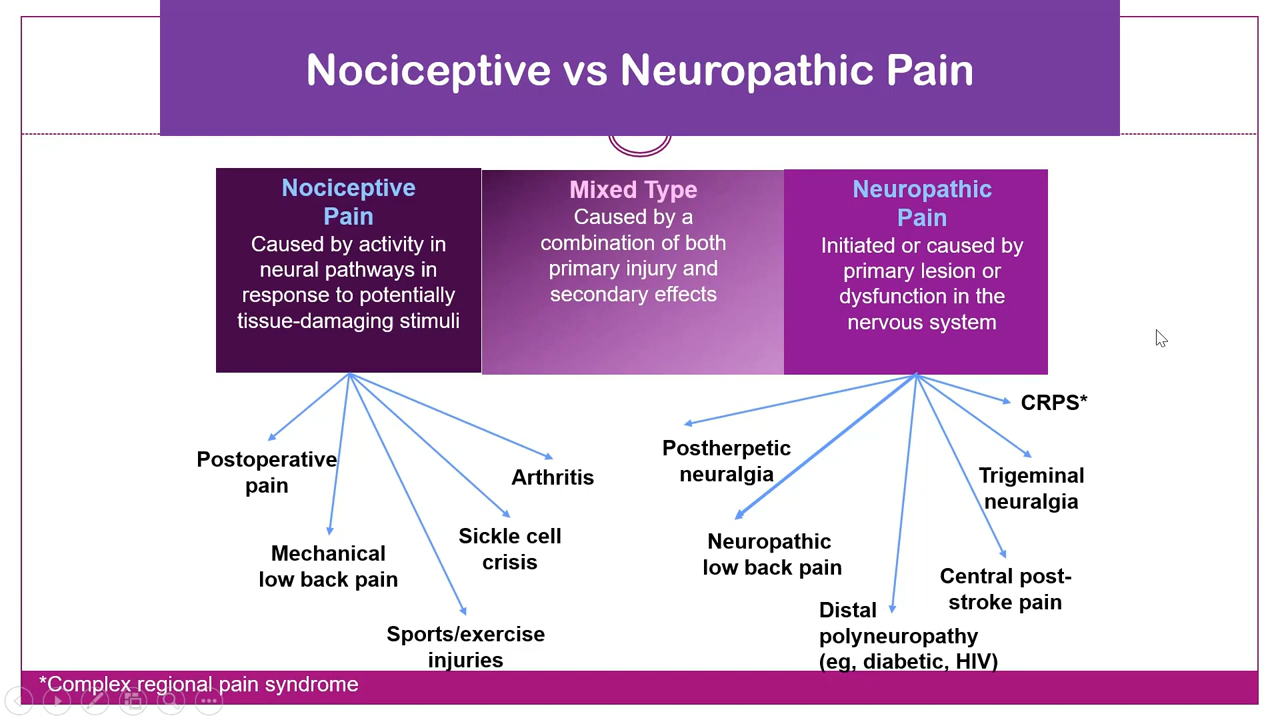 Nociceptive vs Neuropathic Pain
Nociceptive
Pain
Caused by activity in
neural pathways in
response to potentially
tissue-damaging stimuli
Mixed Type
Caused by a
combination of both
primary injury and
secondary effects
Neuropathic
Pain
Initiated or caused by
primary lesion or
dysfunction in the
nervous system
Postoperative
pain
Mechanical
low back pain
Sports/exercise
injuries
Sickle cell
crisis
Arthritis
Postherpetic
neuralgia
Neuropathic
low back pain
Distal
polyneuropathy
(eg, diabetic, HIV)
Central post-
stroke pain
Trigeminal
neuralgia
CRPS*
*Complex regional pain syndrome